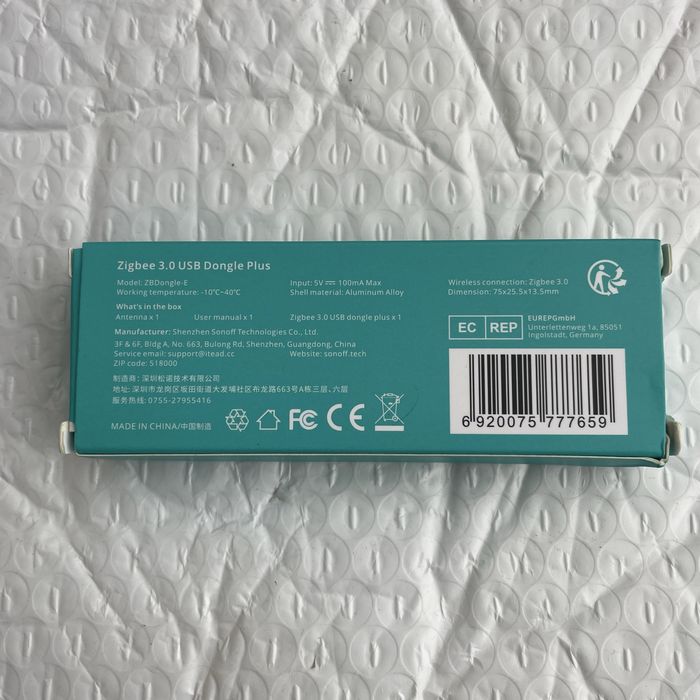 Zigbee 3.0 USB Dongle Plus
Model: ZBDongle-E
Input: 5V⎓ 100mA Max
Wireless connection: Zigbee 3.0
Working temperature: -10℃~40℃
Shell material: Aluminum Alloy
Dimension: 75x25.5x13.5mm
What's in the box
Antenna x 1
User manual x 1
Zigbee 3.0 USB dongle plus x 1
Manufacturer: Shenzhen Sonoff Technologies Co., Ltd.
3F & 6F, Bldg A, No. 663, Bulong Rd, Shenzhen, Guangdong, China
Service email: support@itead.cc
Website: sonoff.tech
ZIP code: 518000
制造商：深圳松诺技术有限公司
地址：深圳市龙岗区坂田街道大发埔社区布龙路663号A栋三层、六层
服务热线：0755-27955416
MADE IN CHINA/中国制造
FC CE
EC REP
EUREPGmbH
Unterlettenweg 1a, 85051
Ingolstadt, Germany
6 920075 777659